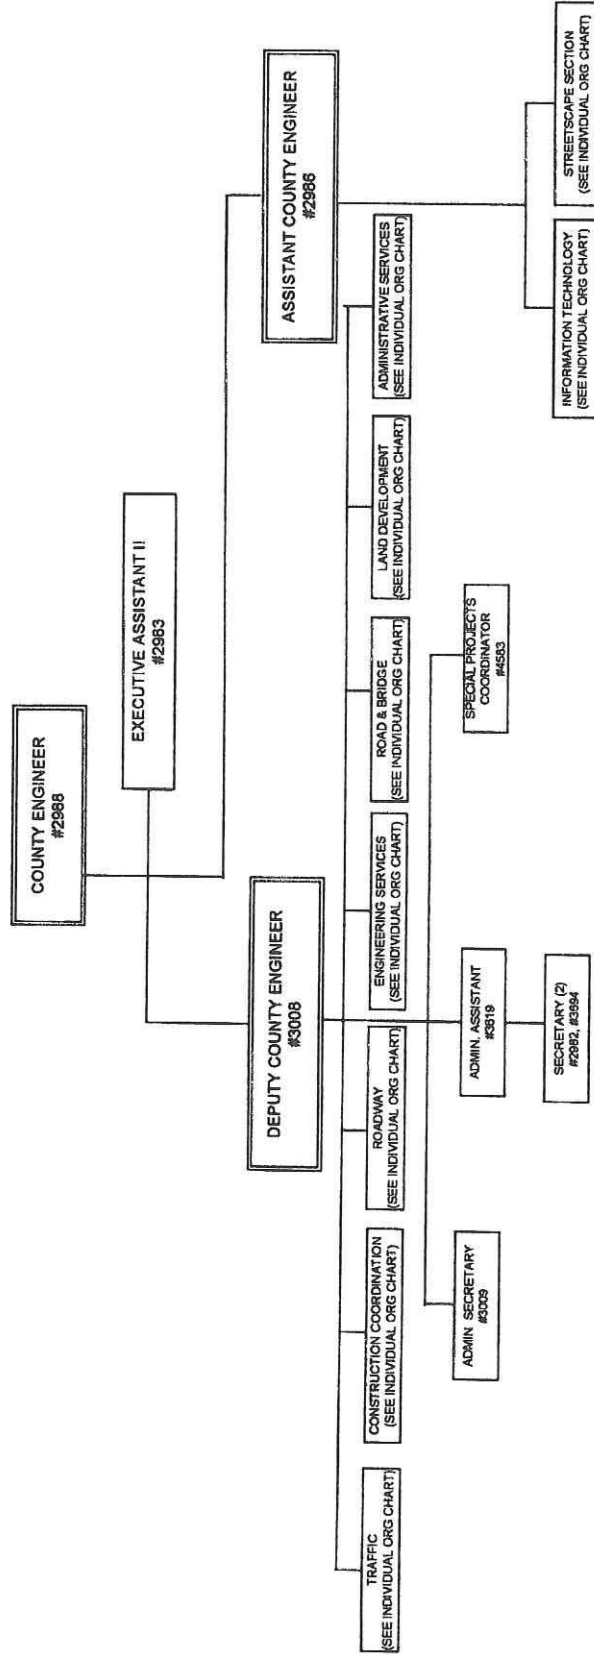 COUNTY ENGINEER
#2988
EXECUTIVE ASSISTANT II
#2983
DEPUTY COUNTY ENGINEER
#3008
ASSISTANT COUNTY ENGINEER
#2986
TRAFFIC
(SEE INDIVIDUAL ORG CHART)
CONSTRUCTION COORDINATION
(SEE INDIVIDUAL ORG CHART)
ROADWAY
(SEE INDIVIDUAL ORG CHART)
ENGINEERING SERVICES
(SEE INDIVIDUAL ORG CHART)
ROAD & BRIDGE
(SEE INDIVIDUAL ORG CHART)
LAND DEVELOPMENT
(SEE INDIVIDUAL ORG CHART)
ADMINISTRATIVE SERVICES
(SEE INDIVIDUAL ORG CHART)
ADMIN SECRETARY
#3009
ADMIN. ASSISTANT
#3619
SPECIAL PROJECTS
COORDINATOR
#4583
SECRETARY (2)
#2982, #3694
INFORMATION TECHNOLOGY
(SEE INDIVIDUAL ORG CHART)
STREETSCAPE SECTION
(SEE INDIVIDUAL ORG CHART)